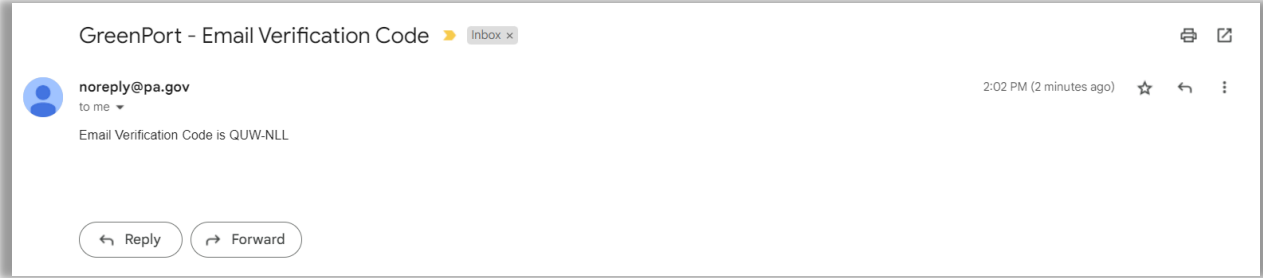 GreenPort - Email Verification Code Inbox ×
noreply@pa.gov 2:02 PM (2 minutes ago)
to me
Email Verification Code is QUW-NLL
Reply Forward